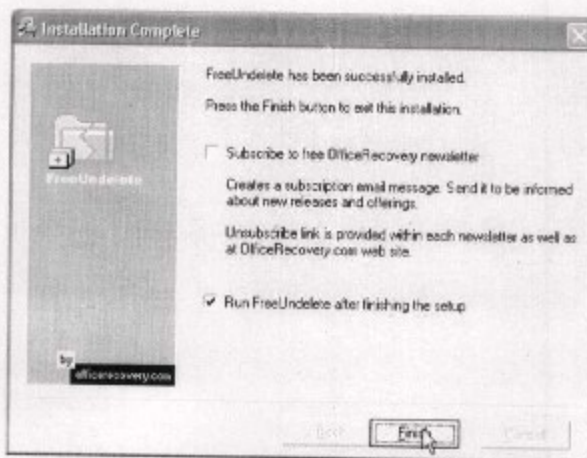 Installation Complete
FreeUndelete has been successfully installed.
Press the Finish button to exit this installation.
FreeUndelete
Subscribe to free OfficeRecovery newsletter
Creates a subscription email message. Send it to be informed
about new releases and offerings.
Unsubscribe link is provided within each newsletter as well as
at OfficeRecovery.com web site.
Run FreeUndelete after finishing the setup
by
officerecovery.com
Back
Finish
Cancel